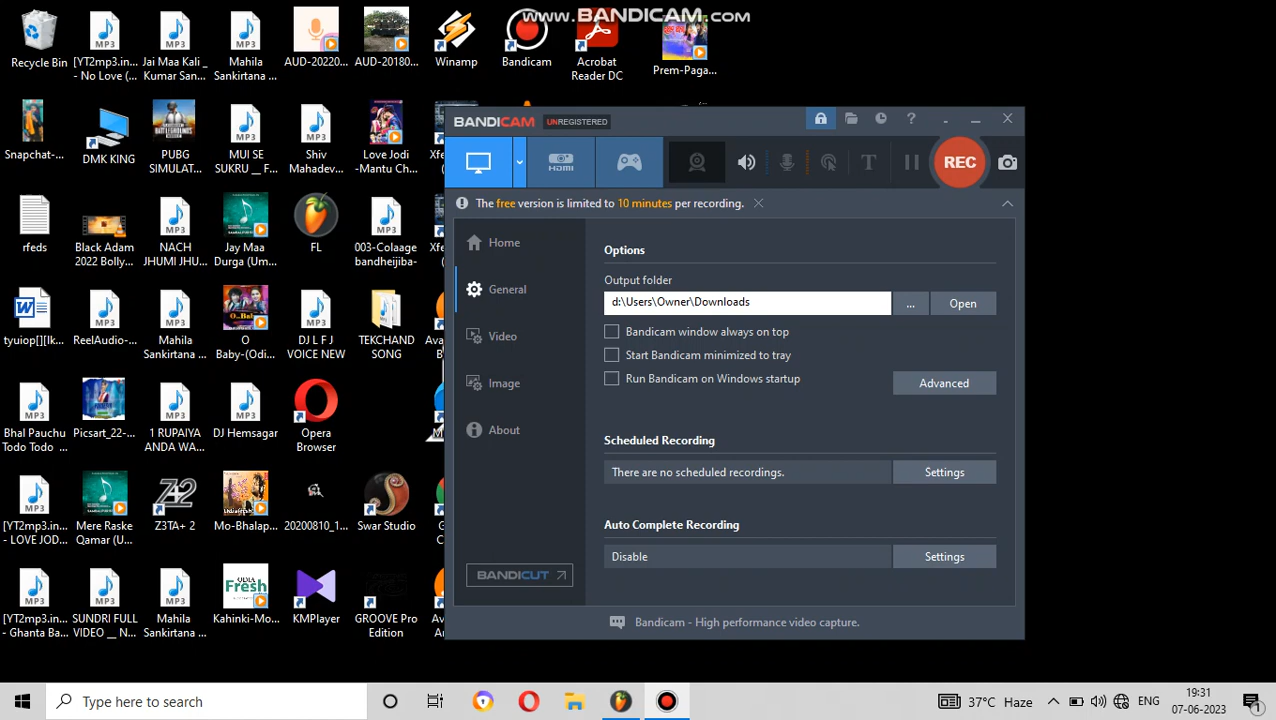 www.BANDICAM.com
Recycle Bin
[YT2mp3.in...
- No Love (...
Jai Maa Kali _
Kumar San...
Mahila
Sankirtana ...
AUD-20220...
AUD-20180...
Winamp
Bandicam
Acrobat
Reader DC
Prem-Paga...
Snapchat-...
DMK KING
PUBG
SIMULAT...
MUI SE
SUKRU __ F...
Shiv
Mahadev...
Love Jodi
-Mantu Ch...
rfeds
Black Adam
2022 Bolly...
NACH
JHUMI JHU...
Jay Maa
Durga (Um...
FL
003-Colaage
bandheijiba-...
tyuiop[][lk...
ReelAudio-...
Mahila
Sankirtana ...
O
Baby-(Odi...
DJ L F J
VOICE NEW
TEKCHAND
SONG
Bhal Pauchu
Todo Todo ...
Picsart_22-...
1 RUPAIYA
ANDA WA...
DJ Hemsagar
Opera
Browser
[YT2mp3.in...
- LOVE JOD...
Mere Raske
Qamar (U...
Z3TA+ 2
Mo-Bhalap...
20200810_1...
Swar Studio
[YT2mp3.in...
- Ghanta Ba...
SUNDRI FULL
VIDEO __ N...
Mahila
Sankirtana ...
ODIA
Fresh
Kahinki-Mo...
KMPlayer
GROOVE Pro
Edition
BANDICAM UNREGISTERED
HDMI
T
REC
The free version is limited to 10 minutes per recording.
Home
General
Video
Image
About
BANDICUT
Options
Output folder
d:\Users\Owner\Downloads
... Open
Bandicam window always on top
Start Bandicam minimized to tray
Run Bandicam on Windows startup
Advanced
Scheduled Recording
There are no scheduled recordings. Settings
Auto Complete Recording
Disable Settings
Bandicam - High performance video capture.
Type here to search
37°C Haze
ENG
19:31
07-06-2023
1